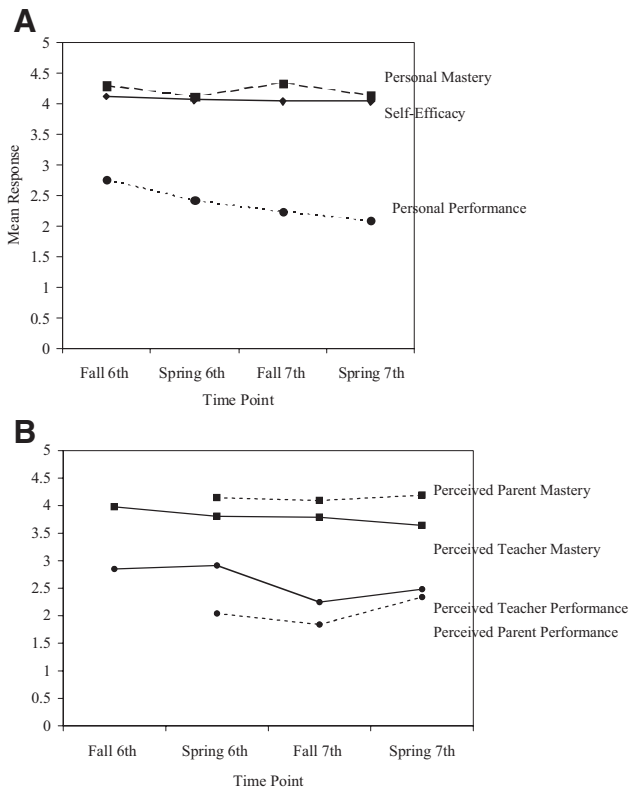 A
5
4.5
4
3.5
3
2.5
2
1.5
1
0.5
0
Mean Response
Personal Mastery
Self-Efficacy
Personal Performance
Fall 6th Spring 6th Fall 7th Spring 7th
Time Point
B
5
4.5
4
3.5
3
2.5
2
1.5
1
0.5
0
Perceived Parent Mastery
Perceived Teacher Mastery
Perceived Teacher Performance
Perceived Parent Performance
Fall 6th Spring 6th Fall 7th Spring 7th
Time Point